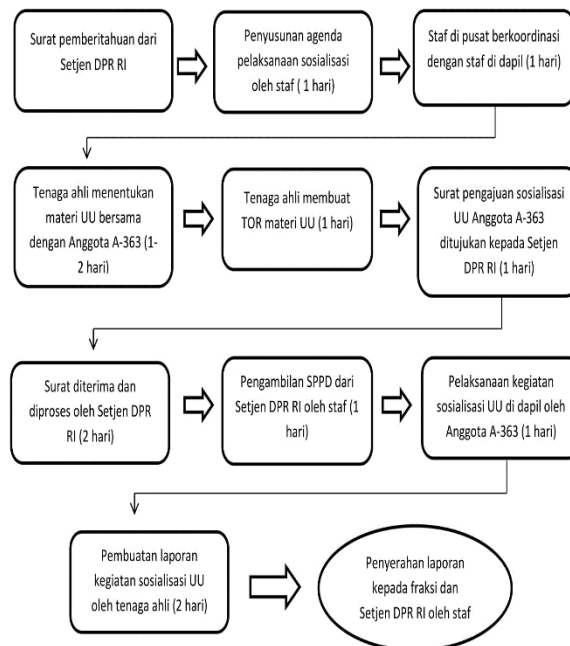 Surat pemberitahuan dari
Setjen DPR RI
Penyusunan agenda
pelaksanaan sosialisasi
oleh staf ( 1 hari)
Staf di pusat berkoordinasi
dengan staf di dapil (1 hari)
Tenaga ahli menentukan
materi UU bersama
dengan Anggota A-363 (1-
2 hari)
Tenaga ahli membuat
TOR materi UU (1 hari)
Surat pengajuan sosialisasi
UU Anggota A-363
ditujukan kepada Setjen
DPR RI (1 hari)
Surat diterima dan
diproses oleh Setjen DPR
RI (2 hari)
Pengambilan SPPD dari
Setjen DPR RI oleh staf (1
hari)
Pelaksanaan kegiatan
sosialisasi UU di dapil oleh
Anggota A-363 (1 hari)
Pembuatan laporan
kegiatan sosialisasi UU
oleh tenaga ahli (2 hari)
Penyerahan laporan
kepada fraksi dan
Setjen DPR RI oleh staf